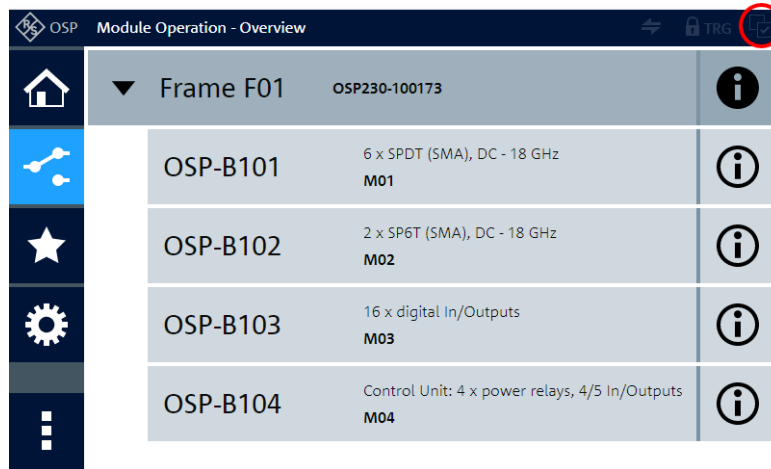 R&S OSP Module Operation - Overview TRG
Frame F01 OSP230-100173
OSP-B101
6 x SPDT (SMA), DC - 18 GHz
M01
OSP-B102
2 x SP6T (SMA), DC - 18 GHz
M02
OSP-B103
16 x digital In/Outputs
M03
OSP-B104
Control Unit: 4 x power relays, 4/5 In/Outputs
M04